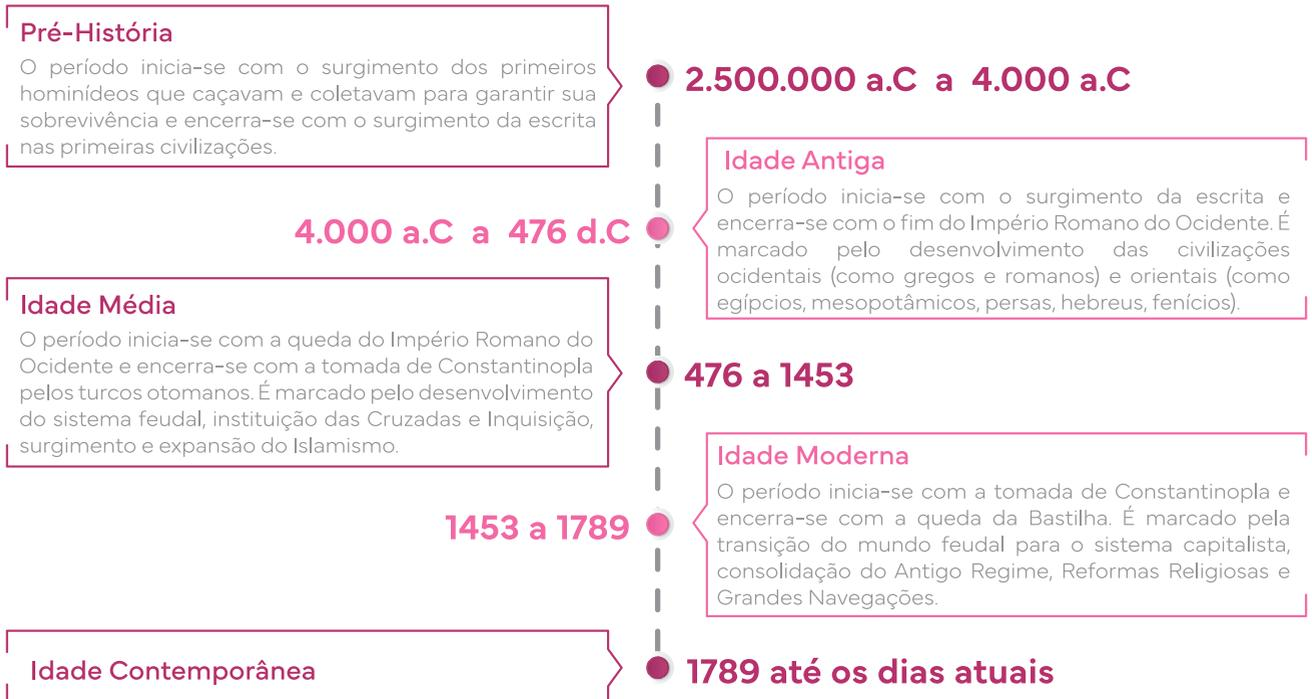 Pré-História
O período inicia-se com o surgimento dos primeiros
hominídeos que caçavam e coletavam para garantir sua
sobrevivência e encerra-se com o surgimento da escrita
nas primeiras civilizações.
2.500.000 a.C a 4.000 a.C
Idade Antiga
O período inicia-se com o surgimento da escrita e
encerra-se com o fim do Império Romano do Ocidente. É
marcado pelo desenvolvimento das civilizações
ocidentais (como gregos e romanos) e orientais (como
egípcios, mesopotâmicos, persas, hebreus, fenícios).
4.000 a.C a 476 d.C
Idade Média
O período inicia-se com a queda do Império Romano do
Ocidente e encerra-se com a tomada de Constantinopla
pelos turcos otomanos. É marcado pelo desenvolvimento
do sistema feudal, instituição das Cruzadas e Inquisição,
surgimento e expansão do Islamismo.
476 a 1453
Idade Moderna
O período inicia-se com a tomada de Constantinopla e
encerra-se com a queda da Bastilha. É marcado pela
transição do mundo feudal para o sistema capitalista,
consolidação do Antigo Regime, Reformas Religiosas e
Grandes Navegações.
1453 a 1789
Idade Contemporânea
1789 até os dias atuais